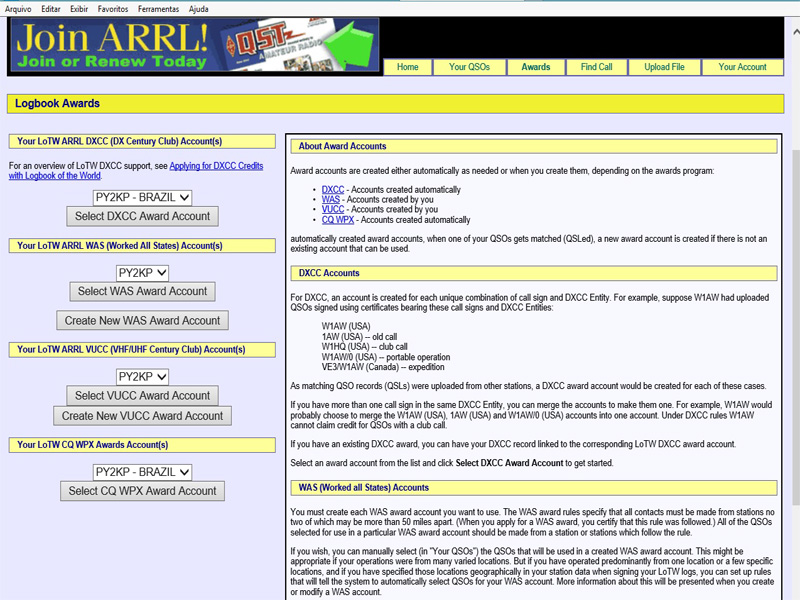 Arquivo Editar Exibir Favoritos Ferramentas Ajuda
Join ARRL!
Join or Renew Today
QST
AMATEUR RADIO
Home Your QSOs Awards Find Call Upload File Your Account
Logbook Awards
Your LoTW ARRL DXCC (DX Century Club) Account(s)
For an overview of LoTW DXCC support, see Applying for DXCC Credits
with Logbook of the World.
PY2KP - BRAZIL
Select DXCC Award Account
Your LoTW ARRL WAS (Worked All States) Account(s)
PY2KP
Select WAS Award Account
Create New WAS Award Account
Your LoTW ARRL VUCC (VHF/UHF Century Club) Account(s)
PY2KP
Select VUCC Award Account
Create New VUCC Award Account
Your LoTW CQ WPX Awards Account(s)
PY2KP - BRAZIL
Select CQ WPX Award Account
About Award Accounts
Award accounts are created either automatically as needed or when you create them, depending on the awards program:
• DXCC - Accounts created automatically
• WAS - Accounts created by you
• VUCC - Accounts created by you
• CQ WPX - Accounts created automatically
automatically created award accounts, when one of your QSOs gets matched (QSLed), a new award account is created if there is not an
existing account that can be used.
DXCC Accounts
For DXCC, an account is created for each unique combination of call sign and DXCC Entity. For example, suppose W1AW had uploaded
QSOs signed using certificates bearing these call signs and DXCC Entities:
W1AW (USA)
1AW (USA) -- old call
W1HQ (USA) -- club call
W1AW/0 (USA) -- portable operation
VE3/W1AW (Canada) -- expedition
As matching QSO records (QSLs) were uploaded from other stations, a DXCC award account would be created for each of these cases.
If you have more than one call sign in the same DXCC Entity, you can merge the accounts to make them one. For example, W1AW would
probably choose to merge the W1AW (USA), 1AW (USA) and W1AW/0 (USA) accounts into one account. Under DXCC rules W1AW
cannot claim credit for QSOs with a club call.
If you have an existing DXCC award, you can have your DXCC record linked to the corresponding LoTW DXCC award account.
Select an award account from the list and click Select DXCC Award Account to get started.
WAS (Worked all States) Accounts
You must create each WAS award account you want to use. The WAS award rules specify that all contacts must be made from stations no
two of which may be more than 50 miles apart. (When you apply for a WAS award, you certify that this rule was followed.) All of the QSOs
selected for use in a particular WAS award account should be made from a station or stations which follow the rule.
If you wish, you can manually select (in "Your QSOs") the QSOs that will be used in a created WAS award account. This might be
appropriate if your operations were from many varied locations. But if you have operated predominantly from one location or a few specific
locations, and if you have specified those locations geographically in your station data when signing your LoTW logs, you can set up rules
that will tell the system to automatically select QSOs for your WAS account. More information about this will be presented when you create
or modify a WAS account.